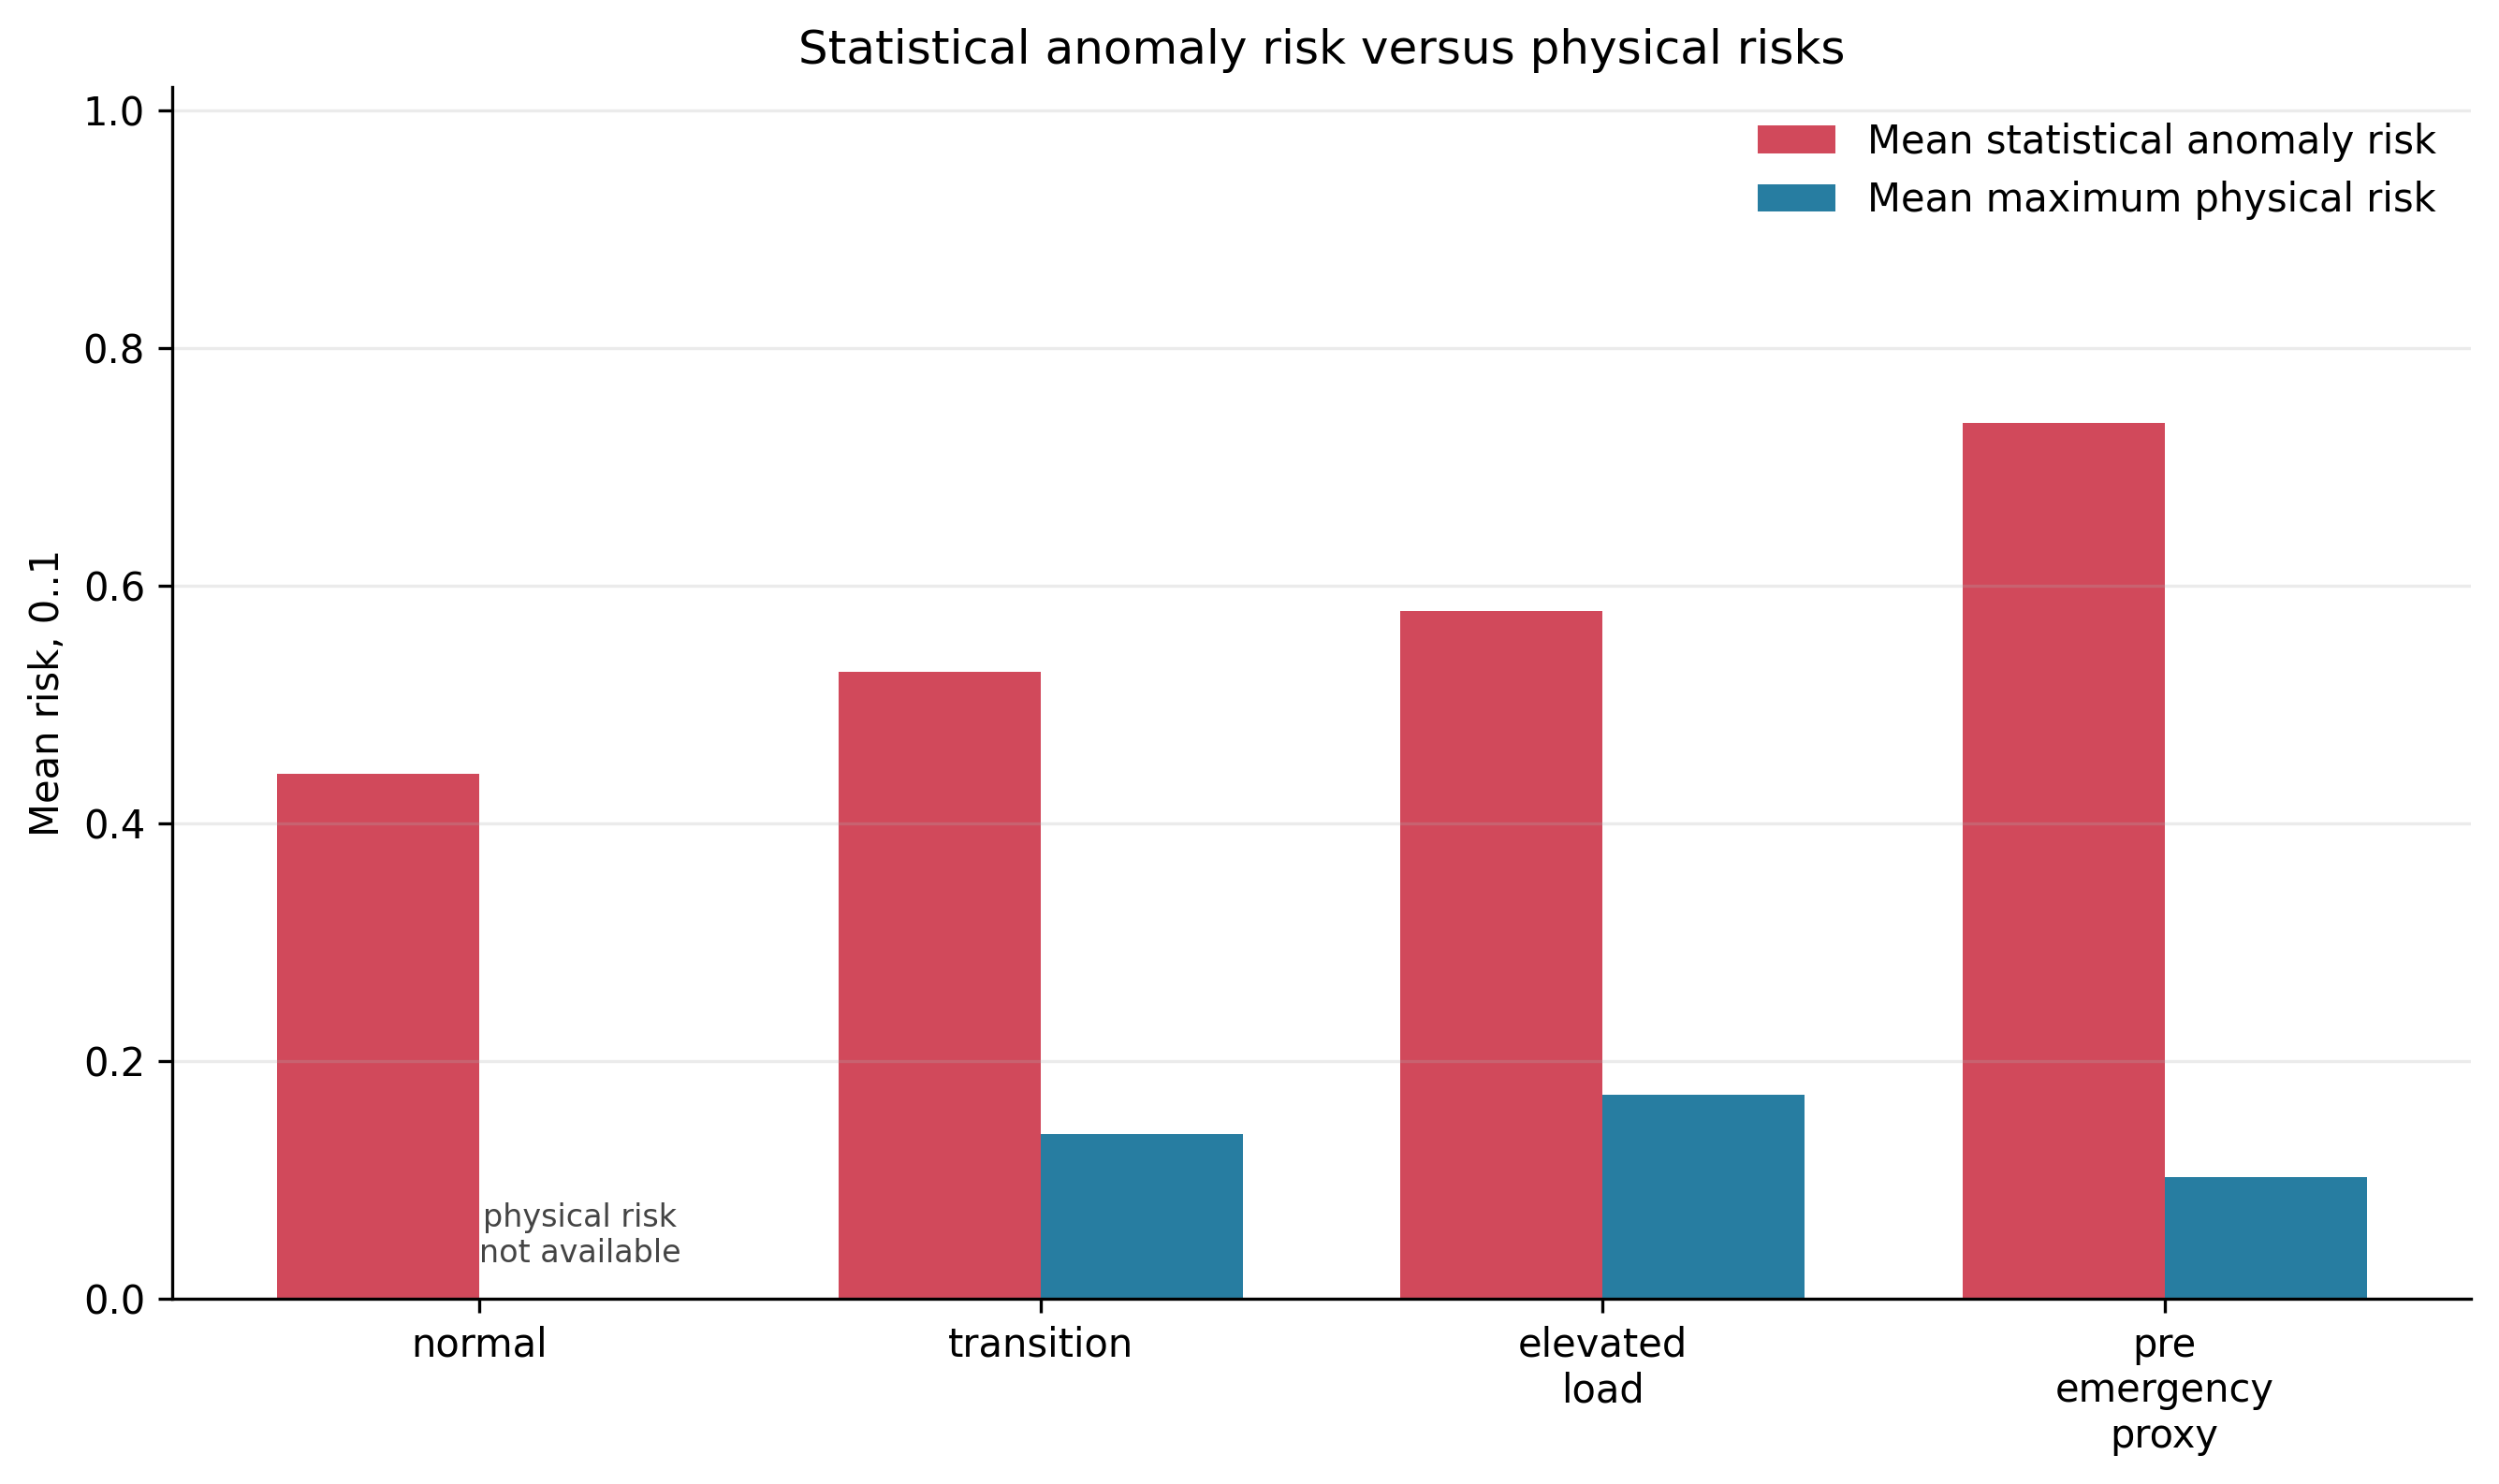 Statistical anomaly risk versus physical risks
Mean statistical anomaly risk
Mean maximum physical risk
Mean risk, 0..1
1.0
0.8
0.6
0.4
0.2
0.0
physical risk
not available
normal
transition
elevated
load
pre
emergency
proxy